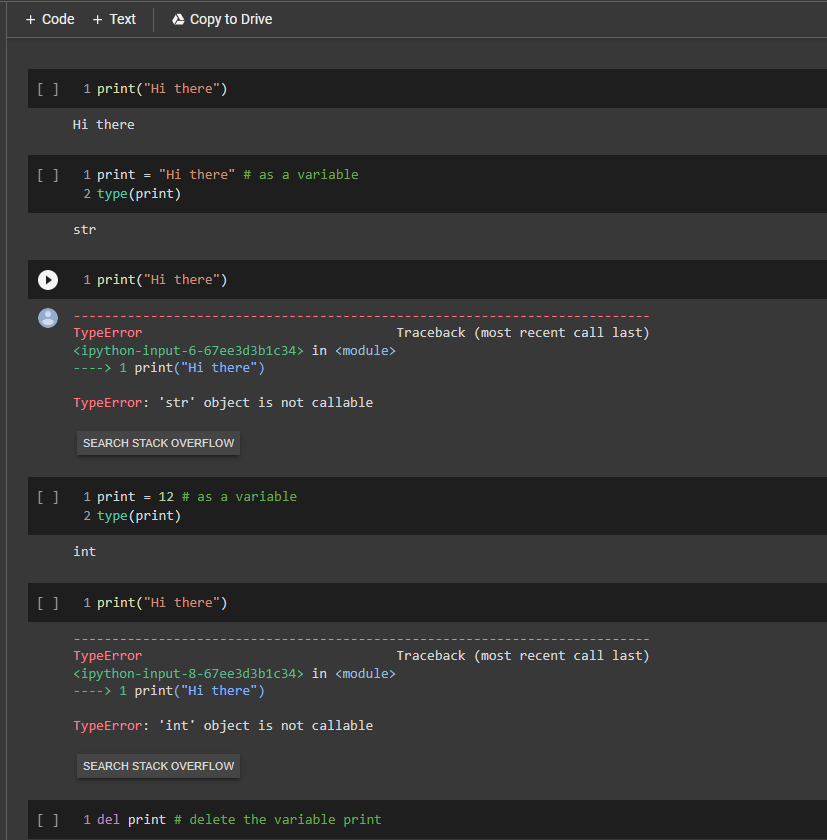 + Code + Text Copy to Drive
[ ] 1 print("Hi there")
Hi there
[ ] 1 print = "Hi there" # as a variable
2 type(print)
str
1 print("Hi there")
---------------------------------------------------------------------------
TypeError Traceback (most recent call last)
<ipython-input-6-67ee3d3b1c34> in <module>
----> 1 print("Hi there")
TypeError: 'str' object is not callable
SEARCH STACK OVERFLOW
[ ] 1 print = 12 # as a variable
2 type(print)
int
[ ] 1 print("Hi there")
---------------------------------------------------------------------------
TypeError Traceback (most recent call last)
<ipython-input-8-67ee3d3b1c34> in <module>
----> 1 print("Hi there")
TypeError: 'int' object is not callable
SEARCH STACK OVERFLOW
[ ] 1 del print # delete the variable print